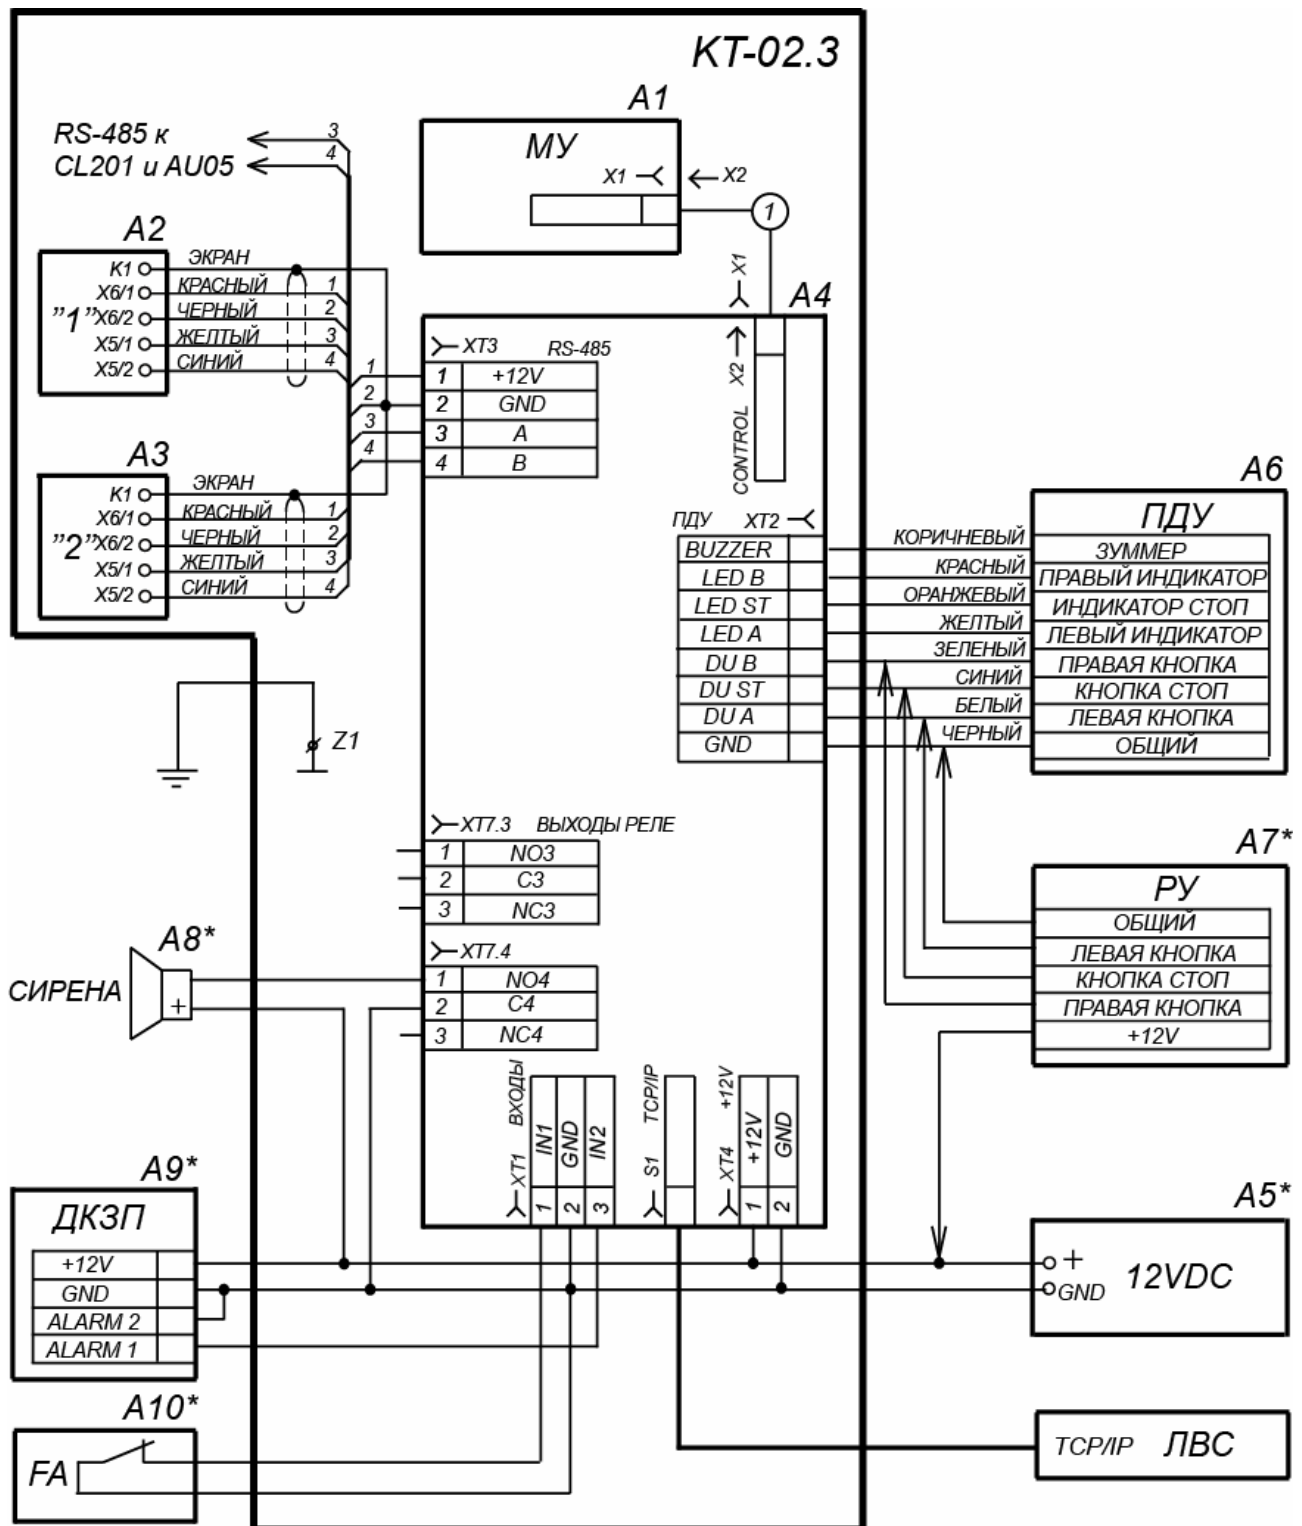 KT-02.3
A1
RS-485 к
CL201 и AU05
3
4
МУ
X1
X2
1
A2
"1"
K1
X6/1
X6/2
X5/1
X5/2
ЭКРАН
КРАСНЫЙ
ЧЕРНЫЙ
ЖЕЛТЫЙ
СИНИЙ
1
2
3
4
X1
X2
CONTROL
A4
XT3 RS-485
1 +12V
2 GND
3 A
4 B
1
2
3
4
A3
"2"
K1
X6/1
X6/2
X5/1
X5/2
ЭКРАН
КРАСНЫЙ
ЧЕРНЫЙ
ЖЕЛТЫЙ
СИНИЙ
1
2
3
4
ПДУ XT2
BUZZER
LED B
LED ST
LED A
DU B
DU ST
DU A
GND
КОРИЧНЕВЫЙ
КРАСНЫЙ
ОРАНЖЕВЫЙ
ЖЕЛТЫЙ
ЗЕЛЕНЫЙ
СИНИЙ
БЕЛЫЙ
ЧЕРНЫЙ
A6
ПДУ
ЗУММЕР
ПРАВЫЙ ИНДИКАТОР
ИНДИКАТОР СТОП
ЛЕВЫЙ ИНДИКАТОР
ПРАВАЯ КНОПКА
КНОПКА СТОП
ЛЕВАЯ КНОПКА
ОБЩИЙ
Z1
XT7.3 ВЫХОДЫ РЕЛЕ
1 NO3
2 C3
3 NC3
A7*
РУ
ОБЩИЙ
ЛЕВАЯ КНОПКА
КНОПКА СТОП
ПРАВАЯ КНОПКА
+12V
A8*
СИРЕНА
+
XT7.4
1 NO4
2 C4
3 NC4
XT1 ВХОДЫ
1 IN1
2 GND
3 IN2
S1 TCP/IP
XT4 +12V
1 +12V
2 GND
A9*
ДКЗП
+12V
GND
ALARM 2
ALARM 1
A5*
+
GND
12VDC
A10*
FA
TCP/IP ЛВС